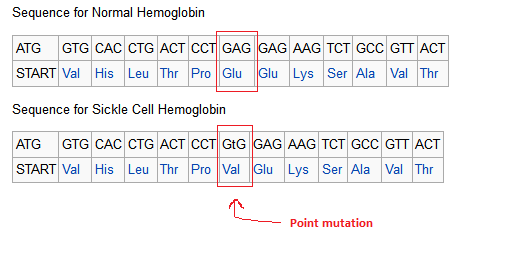 Sequence for Normal Hemoglobin
ATG GTG CAC CTG ACT CCT GAG GAG AAG TCT GCC GTT ACT
START Val His Leu Thr Pro Glu Glu Lys Ser Ala Val Thr
Sequence for Sickle Cell Hemoglobin
ATG GTG CAC CTG ACT CCT GtG GAG AAG TCT GCC GTT ACT
START Val His Leu Thr Pro Val Glu Lys Ser Ala Val Thr
Point mutation